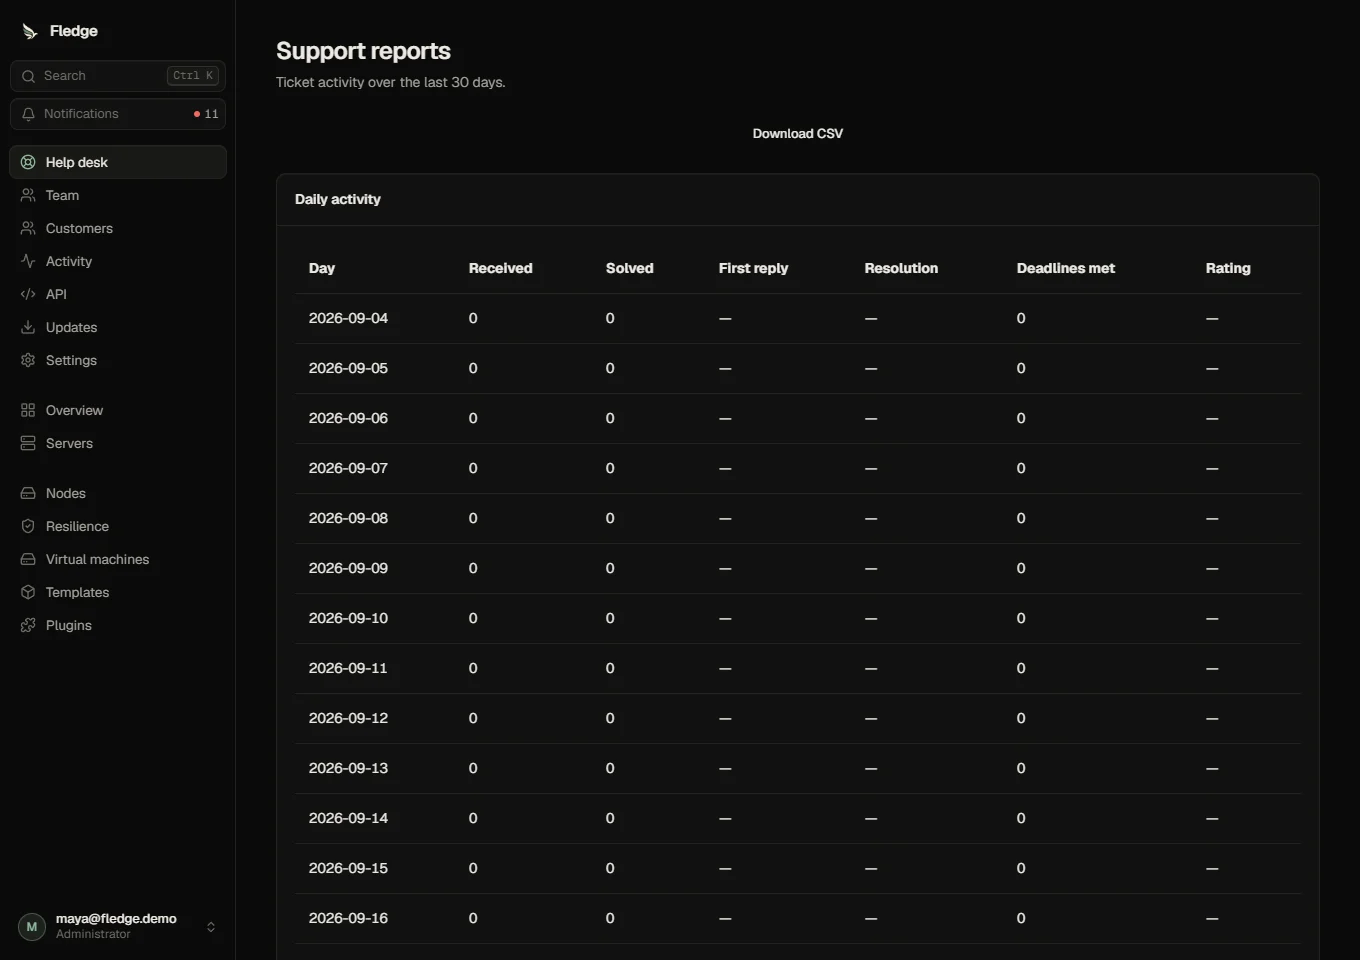 Fledge
Search Ctrl K
Notifications 11
Help desk
Team
Customers
Activity
API
Updates
Settings
Overview
Servers
Nodes
Resilience
Virtual machines
Templates
Plugins
M
maya@fledge.demo
Administrator
Support reports
Ticket activity over the last 30 days.
Download CSV
Daily activity
Day Received Solved First reply Resolution Deadlines met Rating
2026-09-04 0 0 — — 0 —
2026-09-05 0 0 — — 0 —
2026-09-06 0 0 — — 0 —
2026-09-07 0 0 — — 0 —
2026-09-08 0 0 — — 0 —
2026-09-09 0 0 — — 0 —
2026-09-10 0 0 — — 0 —
2026-09-11 0 0 — — 0 —
2026-09-12 0 0 — — 0 —
2026-09-13 0 0 — — 0 —
2026-09-14 0 0 — — 0 —
2026-09-15 0 0 — — 0 —
2026-09-16 0 0 — — 0 —